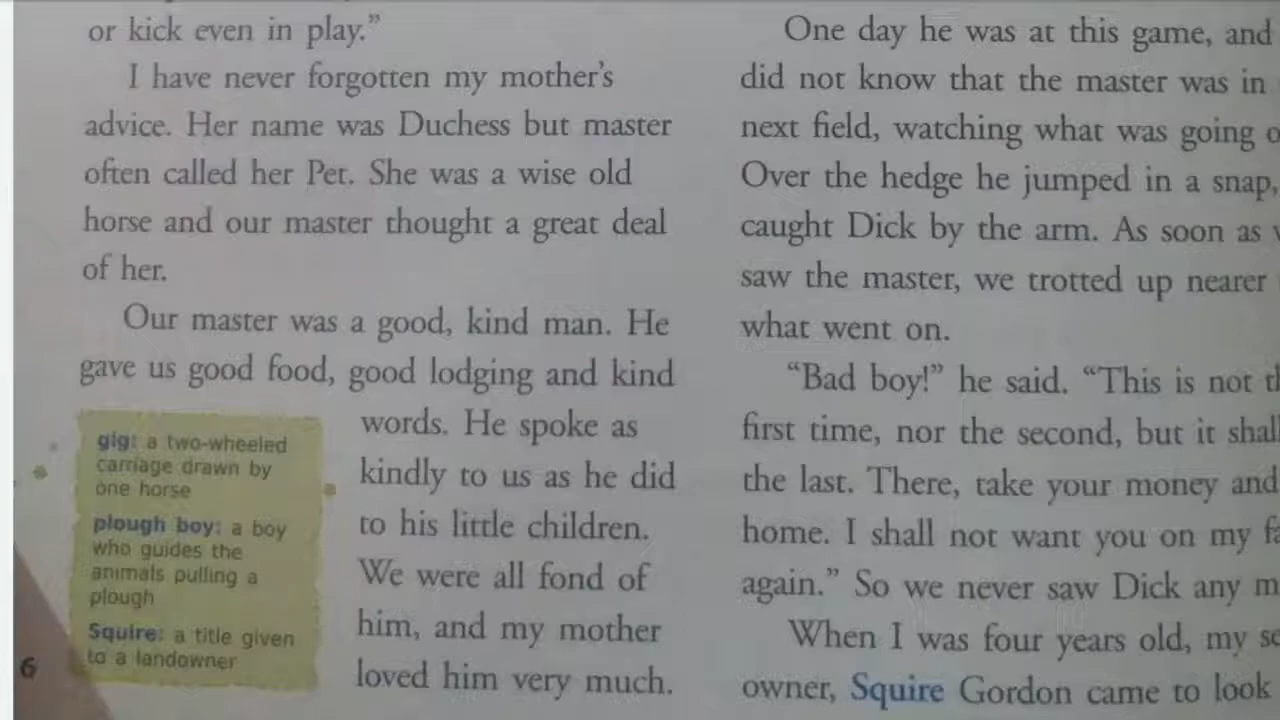 or kick even in play.”
I have never forgotten my mother’s
advice. Her name was Duchess but master
often called her Pet. She was a wise old
horse and our master thought a great deal
of her.
Our master was a good, kind man. He
gave us good food, good lodging and kind
words. He spoke as
kindly to us as he did
to his little children.
We were all fond of
him, and my mother
loved him very much.
gig: a two-wheeled
carriage drawn by
one horse
plough boy: a boy
who guides the
animals pulling a
plough
Squire: a title given
to a landowner
6
One day he was at this game, and
did not know that the master was in
next field, watching what was going
Over the hedge he jumped in a snap,
caught Dick by the arm. As soon as
saw the master, we trotted up nearer
what went on.
“Bad boy!” he said. “This is not
first time, nor the second, but it shall
the last. There, take your money and
home. I shall not want you on my
again.” So we never saw Dick any
When I was four years old, my
owner, Squire Gordon came to look